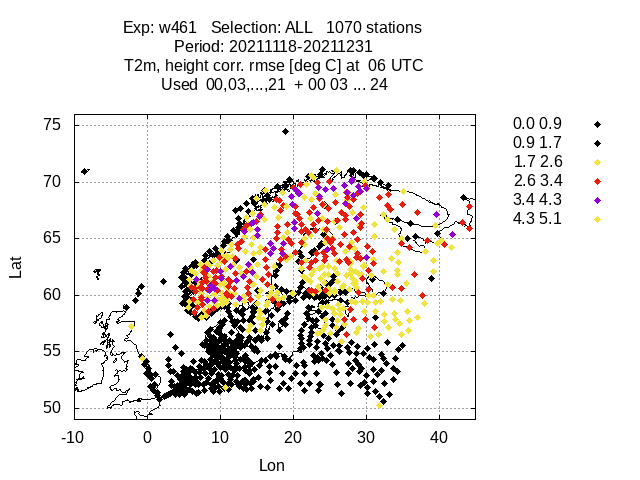 Exp: w461   Selection: ALL   1070 stations
Period: 20211118-20211231
T2m, height corr. rmse [deg C] at  06 UTC
Used  00,03,...,21  + 00 03 ... 24
0.0 0.9
0.9 1.7
1.7 2.6
2.6 3.4
3.4 4.3
4.3 5.1
75
70
65
60
55
50
Lat
-10 0 10 20 30 40
Lon